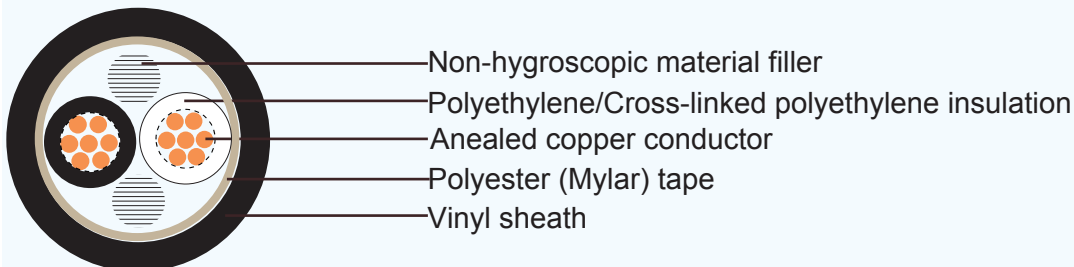 Non-hygroscopic material filler
Polyethylene/Cross-linked polyethylene insulation
Anealed copper conductor
Polyester (Mylar) tape
Vinyl sheath